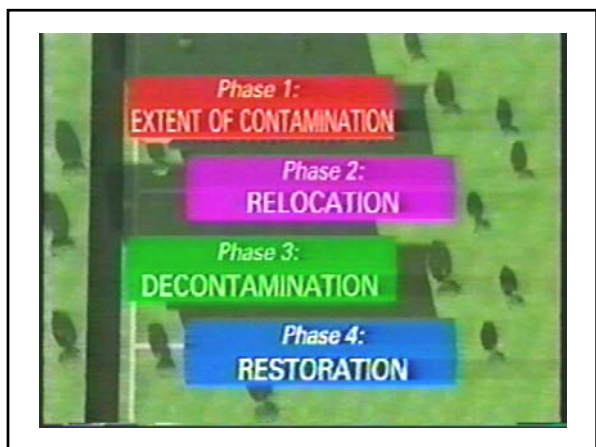 Phase 1:
EXTENT OF CONTAMINATION
Phase 2:
RELOCATION
Phase 3:
DECONTAMINATION
Phase 4:
RESTORATION